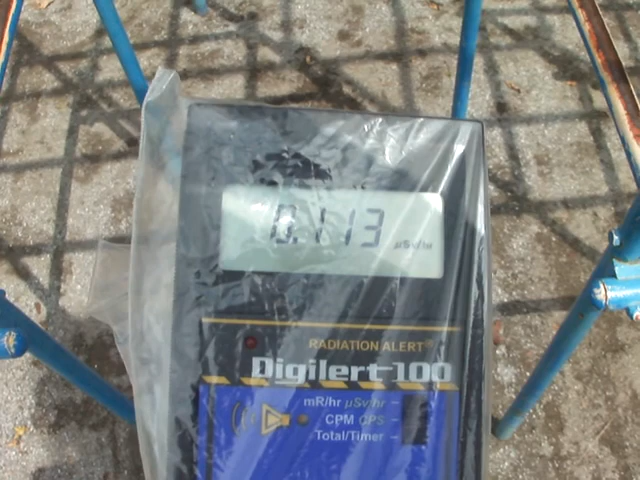 0.113 µSv/hr
RADIATION ALERT®
Digilert 100
mR/hr µSv/hr
CPM CPS
Total/Timer